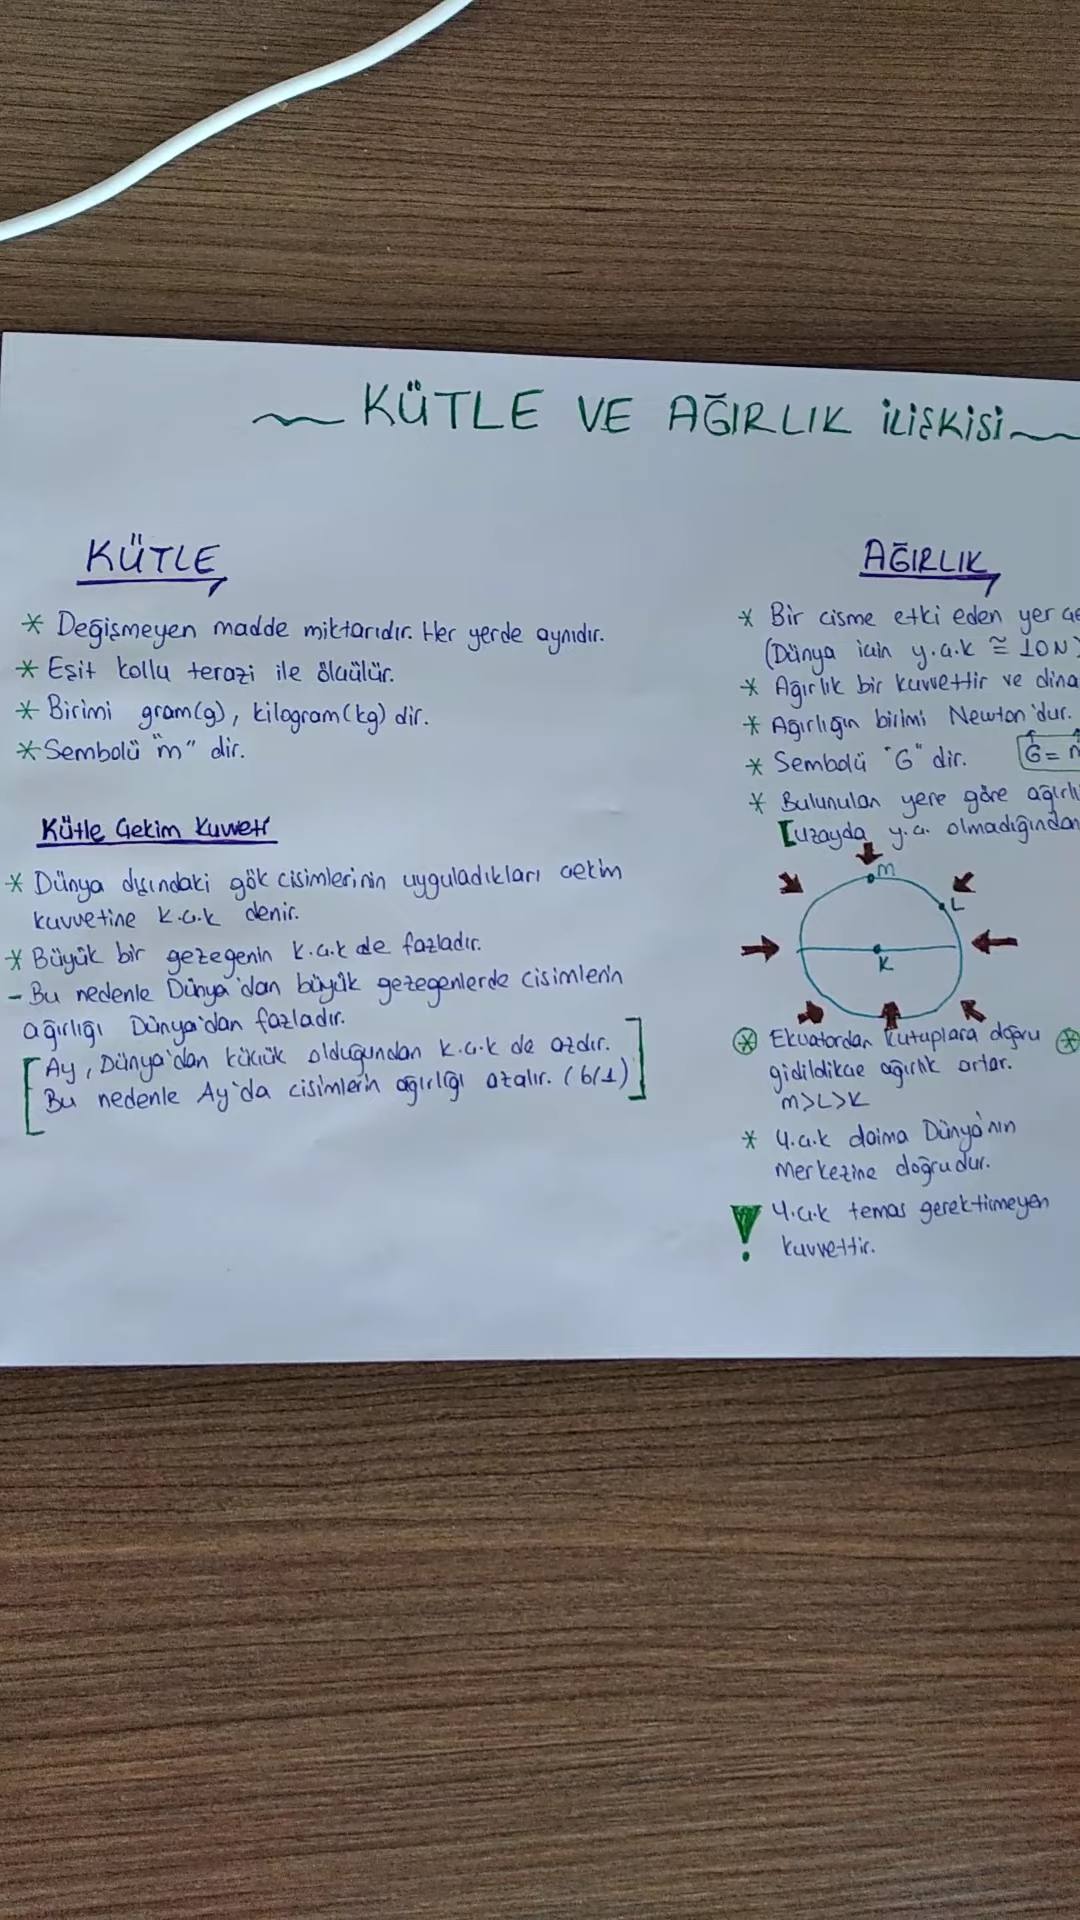 KÜTLE VE AĞIRLIK İLİŞKİSİ
KÜTLE
* Değişmeyen madde miktarıdır. Her yerde aynıdır.
* Eşit kollu terazi ile ölçülür.
* Birimi gram(g), kilogram(kg) dir.
* Sembolü "m" dir.
Kütle Çekim Kuvveti
* Dünya dışındaki gök cisimlerinin uyguladıkları çekim
kuvvetine K.ç.k denir.
* Büyük bir gezegenin K.ç.k de fazladır.
- Bu nedenle Dünya'dan büyük gezegenlerde cisimlerin
ağırlığı Dünya'dan fazladır.
[Ay, Dünya'dan küçük olduğundan K.ç.k de azdır.
Bu nedenle Ay'da cisimlerin ağırlığı azalır. (6/1)]
AĞIRLIK
* Bir cisme etki eden yer
(Dünya için y.ç.k ≅ 10N
* Ağırlık bir kuvvettir ve dina
* Ağırlığın birimi Newton'dur.
* Sembolü "G" dir. G=
* Bulunulan yere göre ağırlı
[Uzayda y.ç. olmadığından
m
L
K
* Ekvatordan Kutuplara doğru
gidildikçe ağırlık artar.
m>L>K
* Y.ç.k daima Dünya'nın
merkezine doğrudur.
! Y.ç.k temas gerektirmeyen
kuvvettir.